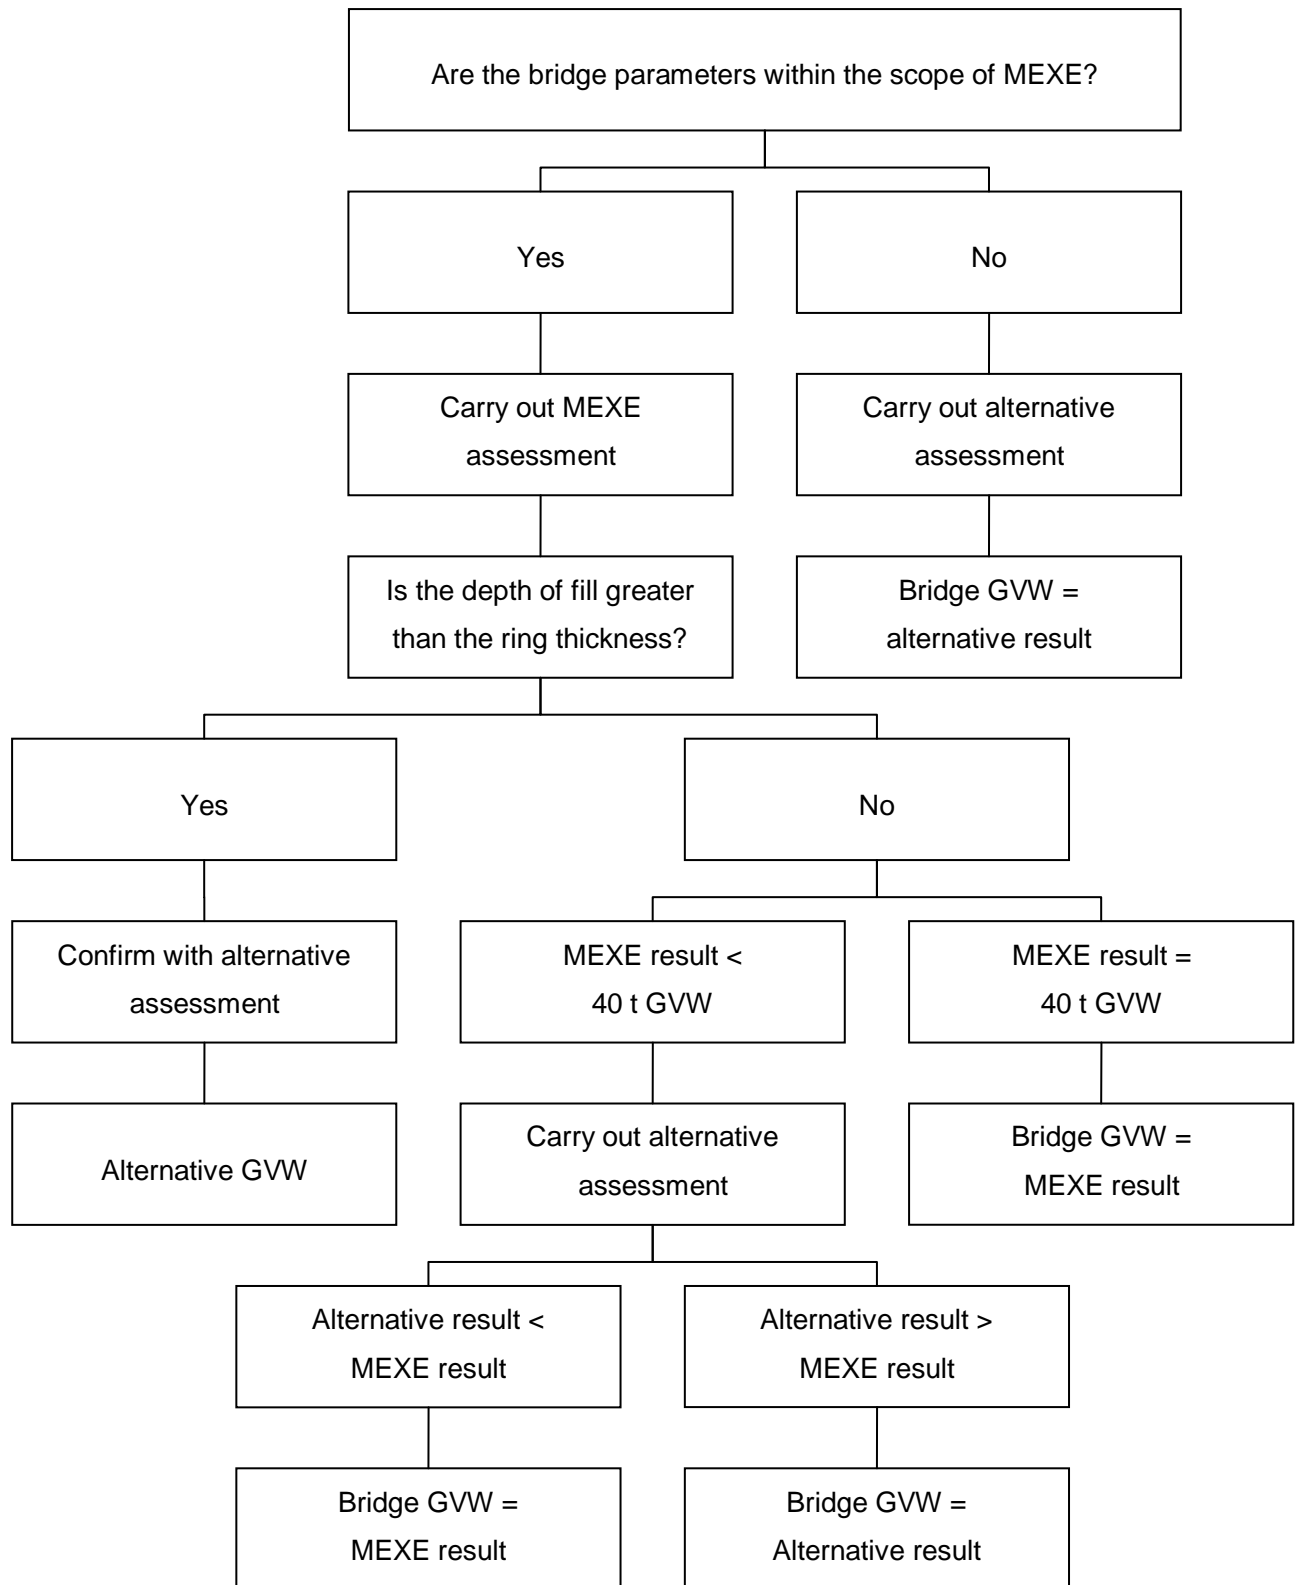 Are the bridge parameters within the scope of MEXE?
Yes
No
Carry out MEXE
assessment
Carry out alternative
assessment
Is the depth of fill greater
than the ring thickness?
Bridge GVW =
alternative result
Yes
No
Confirm with alternative
assessment
MEXE result <
40 t GVW
MEXE result =
40 t GVW
Alternative GVW
Carry out alternative
assessment
Bridge GVW =
MEXE result
Alternative result <
MEXE result
Alternative result >
MEXE result
Bridge GVW =
MEXE result
Bridge GVW =
Alternative result